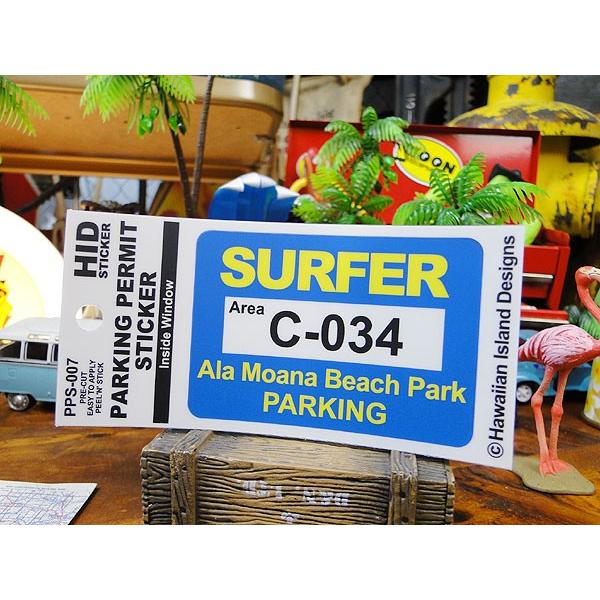 HID
STICKER
PARKING PERMIT
STICKER
Inside Window
PPS-007
PRE-CUT
EASY TO APPLY
PEEL'N' STICK
SURFER
Area
C-034
Ala Moana Beach Park
PARKING
©Hawaiian Island Designs